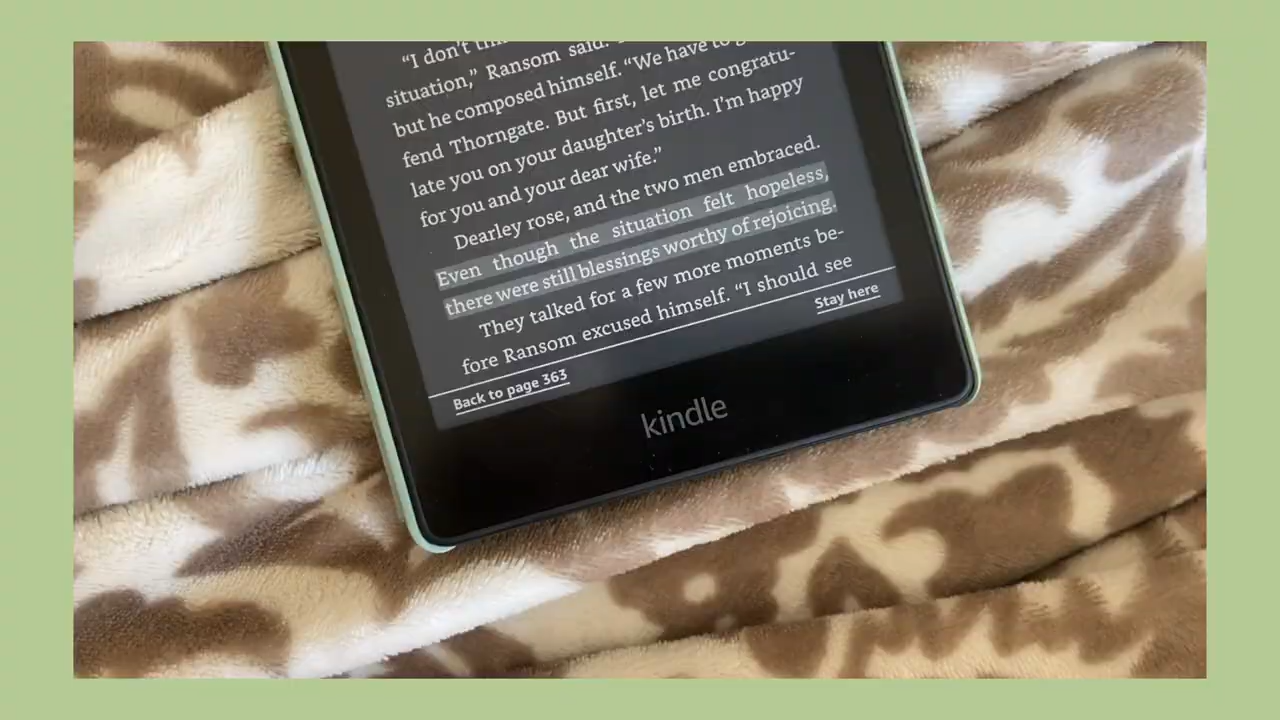 “I don’t
situation,” Ransom said.
but he composed himself. “We have to
fend Thorngate. But first, let me congratu-
late you on your daughter’s birth. I’m happy
for you and your dear wife.”
Dearley rose, and the two men embraced.
Even though the situation felt hopeless,
there were still blessings worthy of rejoicing.
They talked for a few more moments be-
fore Ransom excused himself. “I should see
Back to page 363
Stay here
kindle